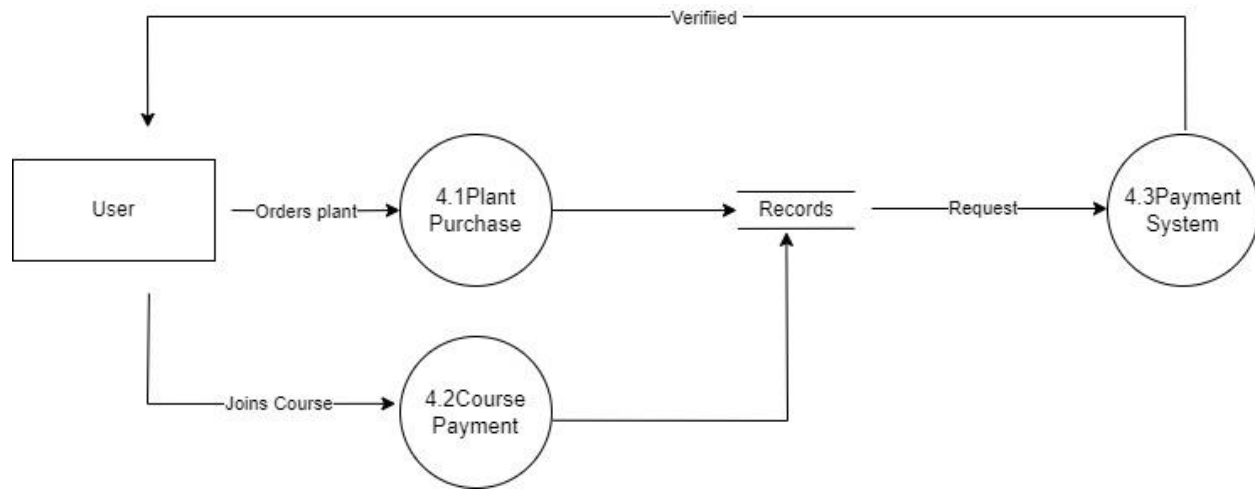 Verifiied
User
Orders plant
4.1Plant
Purchase
Records
Request
4.3Payment
System
Joins Course
4.2Course
Payment